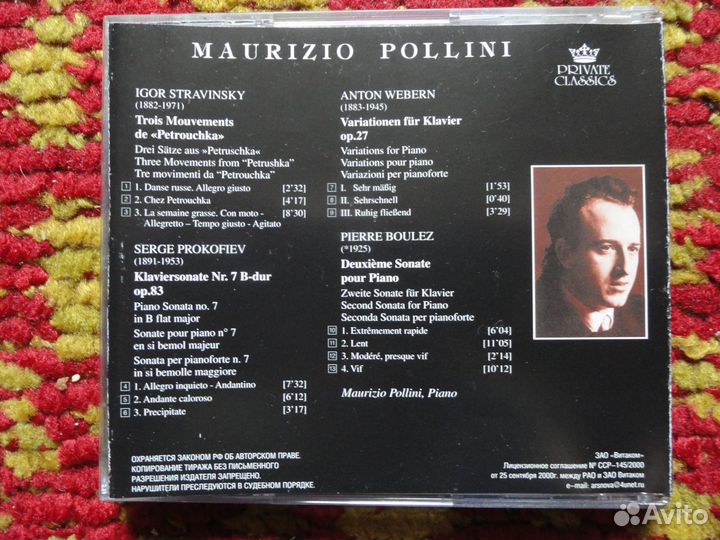 MAURIZIO POLLINI
PRIVATE
CLASSICS
IGOR STRAVINSKY
(1882-1971)
Trois Mouvements
de «Petrouchka»
Drei Sätze aus »Petruschka«
Three Movements from “Petrushka”
Tre movimenti da “Petrouchka”
1 1. Danse russe. Allegro giusto [2'32]
2 2. Chez Petrouchka [4'17]
3 3. La semaine grasse. Con moto - [8'30]
Allegretto – Tempo giusto - Agitato
SERGE PROKOFIEV
(1891-1953)
Klaviersonate Nr. 7 B-dur
op.83
Piano Sonata no. 7
in B flat major
Sonate pour piano n° 7
en si bemol majeur
Sonata per pianoforte n. 7
in si bemolle maggiore
4 1. Allegro inquieto - Andantino [7'32]
5 2. Andante caloroso [6'12]
6 3. Precipitate [3'17]
ANTON WEBERN
(1883-1945)
Variationen für Klavier
op.27
Variations for Piano
Variations pour piano
Variazioni per pianoforte
7 I. Sehr mäßig [1'53]
8 II. Sehrschnell [0'40]
9 III. Ruhig fließend [3'29]
PIERRE BOULEZ
(*1925)
Deuxième Sonate
pour Piano
Zweite Sonate für Klavier
Second Sonata for Piano
Seconda Sonata per pianoforte
10 1. Extrêmement rapide [6'04]
11 2. Lent [11'05]
12 3. Modéré, presque vif [2'14]
13 4. Vif [10'12]
Maurizio Pollini, Piano
ОХРАНЯЕТСЯ ЗАКОНОМ РФ ОБ АВТОРСКОМ ПРАВЕ.
КОПИРОВАНИЕ ТИРАЖА БЕЗ ПИСЬМЕННОГО
РАЗРЕШЕНИЯ ИЗДАТЕЛЯ ЗАПРЕЩЕНО.
НАРУШИТЕЛИ ПРЕСЛЕДУЮТСЯ В СУДЕБНОМ ПОРЯДКЕ.
ЗАО «Витаком»
Лицензионное соглашение № ССР-145/2000
от 25 сентября 2000г. между РАО и ЗАО Витаком
e-mail: arsnova@4unet.ru
Avito